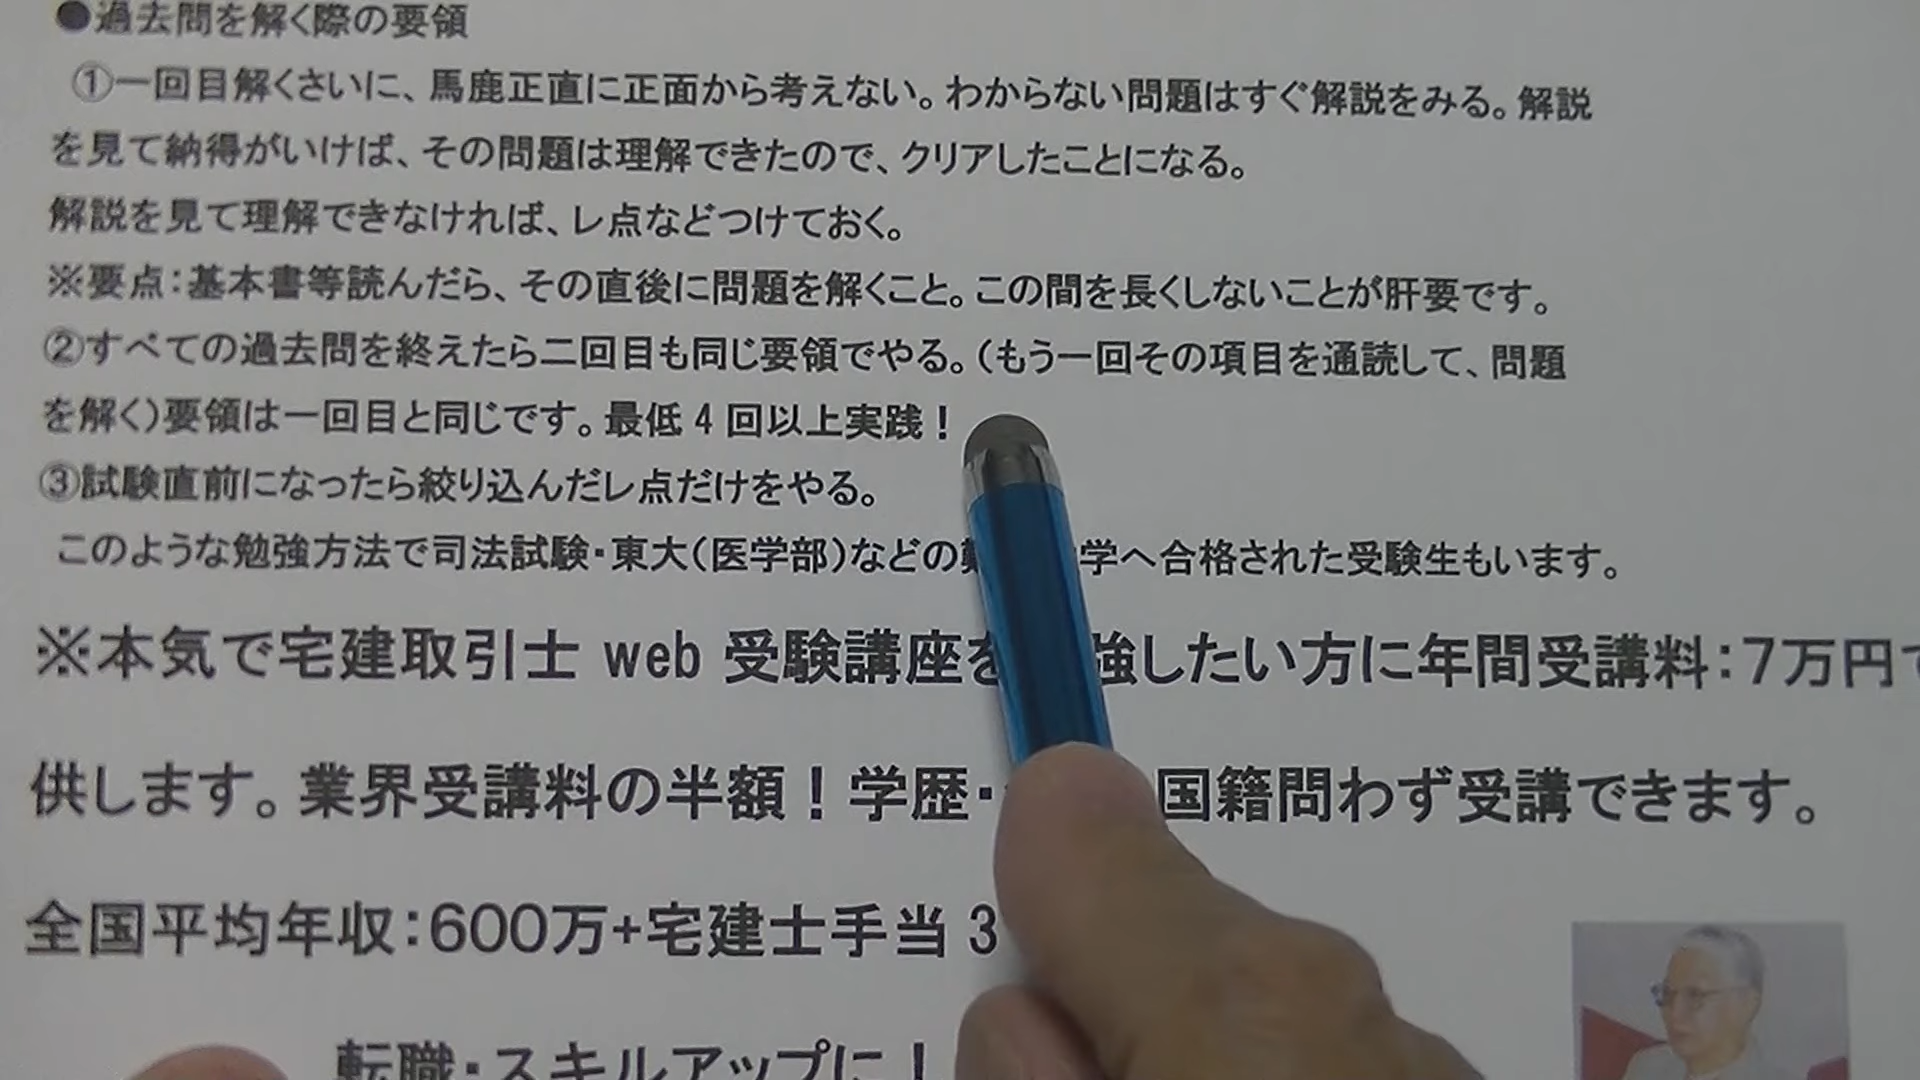 ●過去問を解く際の要領
①一回目解くさいに、馬鹿正直に正面から考えない。わからない問題はすぐ解説をみる。解説
を見て納得がいけば、その問題は理解できたので、クリアしたことになる。
解説を見て理解できなければ、レ点などつけておく。
※要点：基本書等読んだら、その直後に問題を解くこと。この間を長くしないことが肝要です。
②すべての過去問を終えたら二回目も同じ要領でやる。（もう一回その項目を通読して、問題
を解く）要領は一回目と同じです。最低4回以上実践！
③試験直前になったら絞り込んだレ点だけをやる。
このような勉強方法で司法試験・東大（医学部）などの 学へ合格された受験生もいます。
※本気で宅建取引士 web 受験講座を 強したい方に年間受講料：7万円で
供します。業界受講料の半額！学歴・ 国籍問わず受講できます。
全国平均年収：600万+宅建士手当 3
転職・スキルアップに！